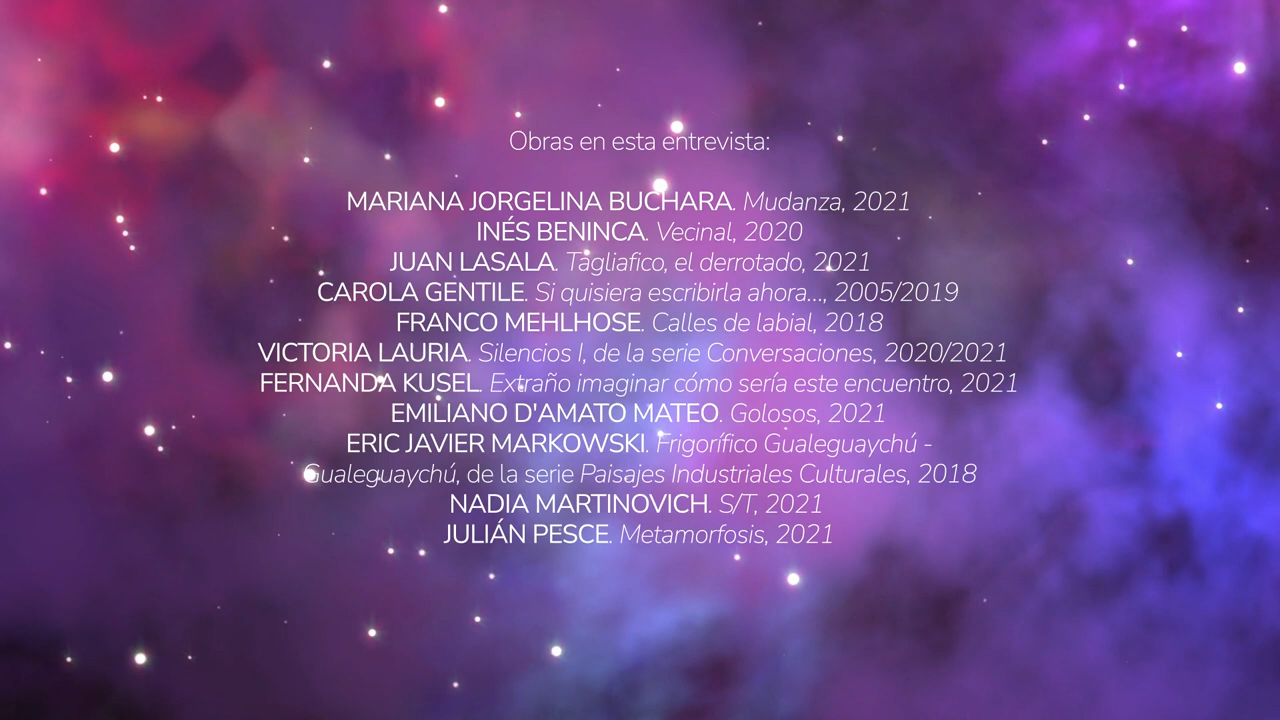 Obras en esta entrevista:
MARIANA JORGELINA BUCHARA. Mudanza, 2021
INÉS BENINCA. Vecinal, 2020
JUAN LASALA. Tagliafico, el derrotado, 2021
CAROLA GENTILE. Si quisiera escribirla ahora..., 2005/2019
FRANCO MEHLHOSE. Calles de labial, 2018
VICTORIA LAURIA. Silencios I, de la serie Conversaciones, 2020/2021
FERNANDA KUSEL. Extraño imaginar cómo sería este encuentro, 2021
EMILIANO D'AMATO MATEO. Golosos, 2021
ERIC JAVIER MARKOWSKI. Frigorífico Gualeguaychú -
Gualeguaychú, de la serie Paisajes Industriales Culturales, 2018
NADIA MARTINOVICH. S/T, 2021
JULIÁN PESCE. Metamorfosis, 2021